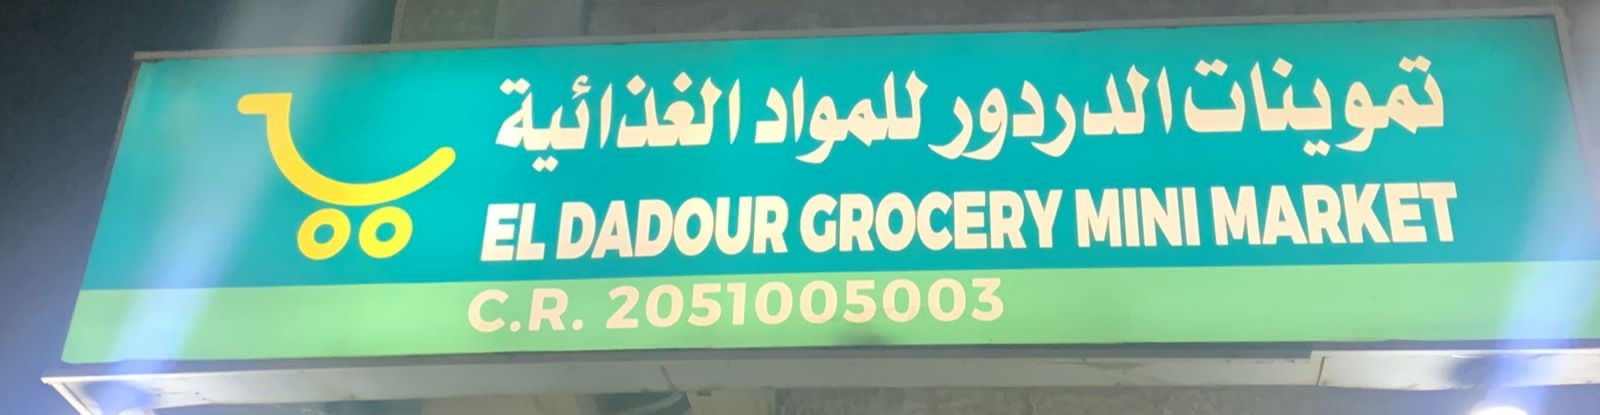 تموينات الدردور للمواد الغذائية
EL DADOUR GROCERY MINI MARKET
C.R. 2051005003